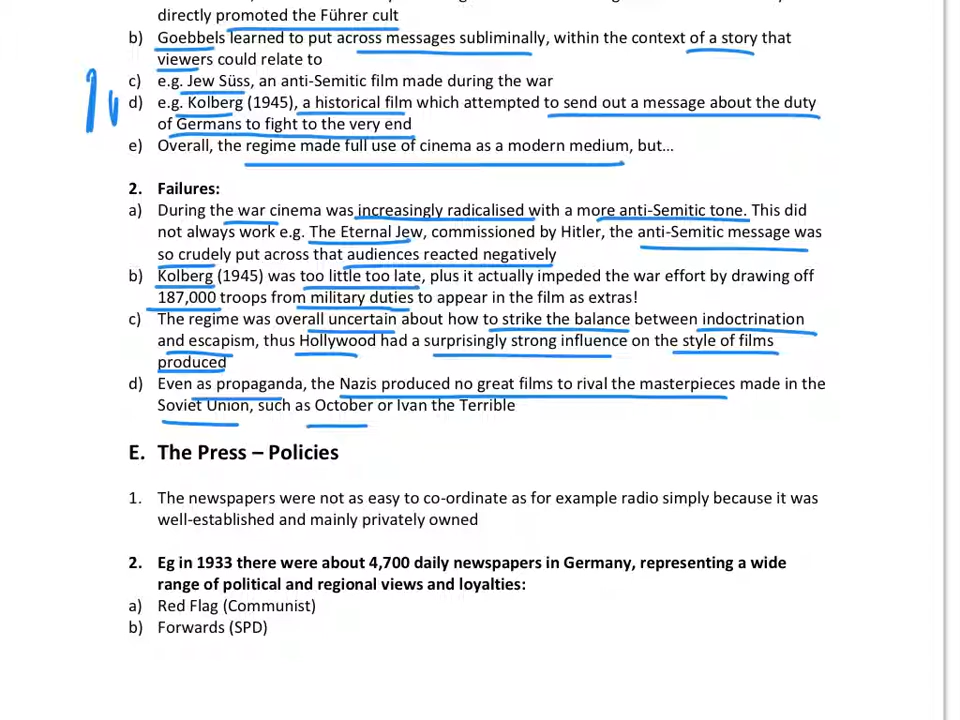 directly promoted the Führer cult
b) Goebbels learned to put across messages subliminally, within the context of a story that
viewers could relate to
c) e.g. Jew Süss, an anti-Semitic film made during the war
d) e.g. Kolberg (1945), a historical film which attempted to send out a message about the duty
of Germans to fight to the very end
e) Overall, the regime made full use of cinema as a modern medium, but...
2. Failures:
a) During the war cinema was increasingly radicalised with a more anti-Semitic tone. This did
not always work e.g. The Eternal Jew, commissioned by Hitler, the anti-Semitic message was
so crudely put across that audiences reacted negatively
b) Kolberg (1945) was too little too late, plus it actually impeded the war effort by drawing off
187,000 troops from military duties to appear in the film as extras!
c) The regime was overall uncertain about how to strike the balance between indoctrination
and escapism, thus Hollywood had a surprisingly strong influence on the style of films
produced
d) Even as propaganda, the Nazis produced no great films to rival the masterpieces made in the
Soviet Union, such as October or Ivan the Terrible
E. The Press – Policies
1. The newspapers were not as easy to co-ordinate as for example radio simply because it was
well-established and mainly privately owned
2. Eg in 1933 there were about 4,700 daily newspapers in Germany, representing a wide
range of political and regional views and loyalties:
a) Red Flag (Communist)
b) Forwards (SPD)